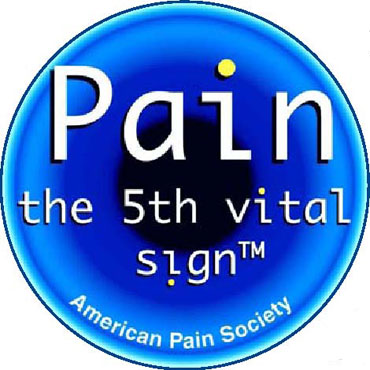 Pain
the 5th vital
sign™
American Pain Society